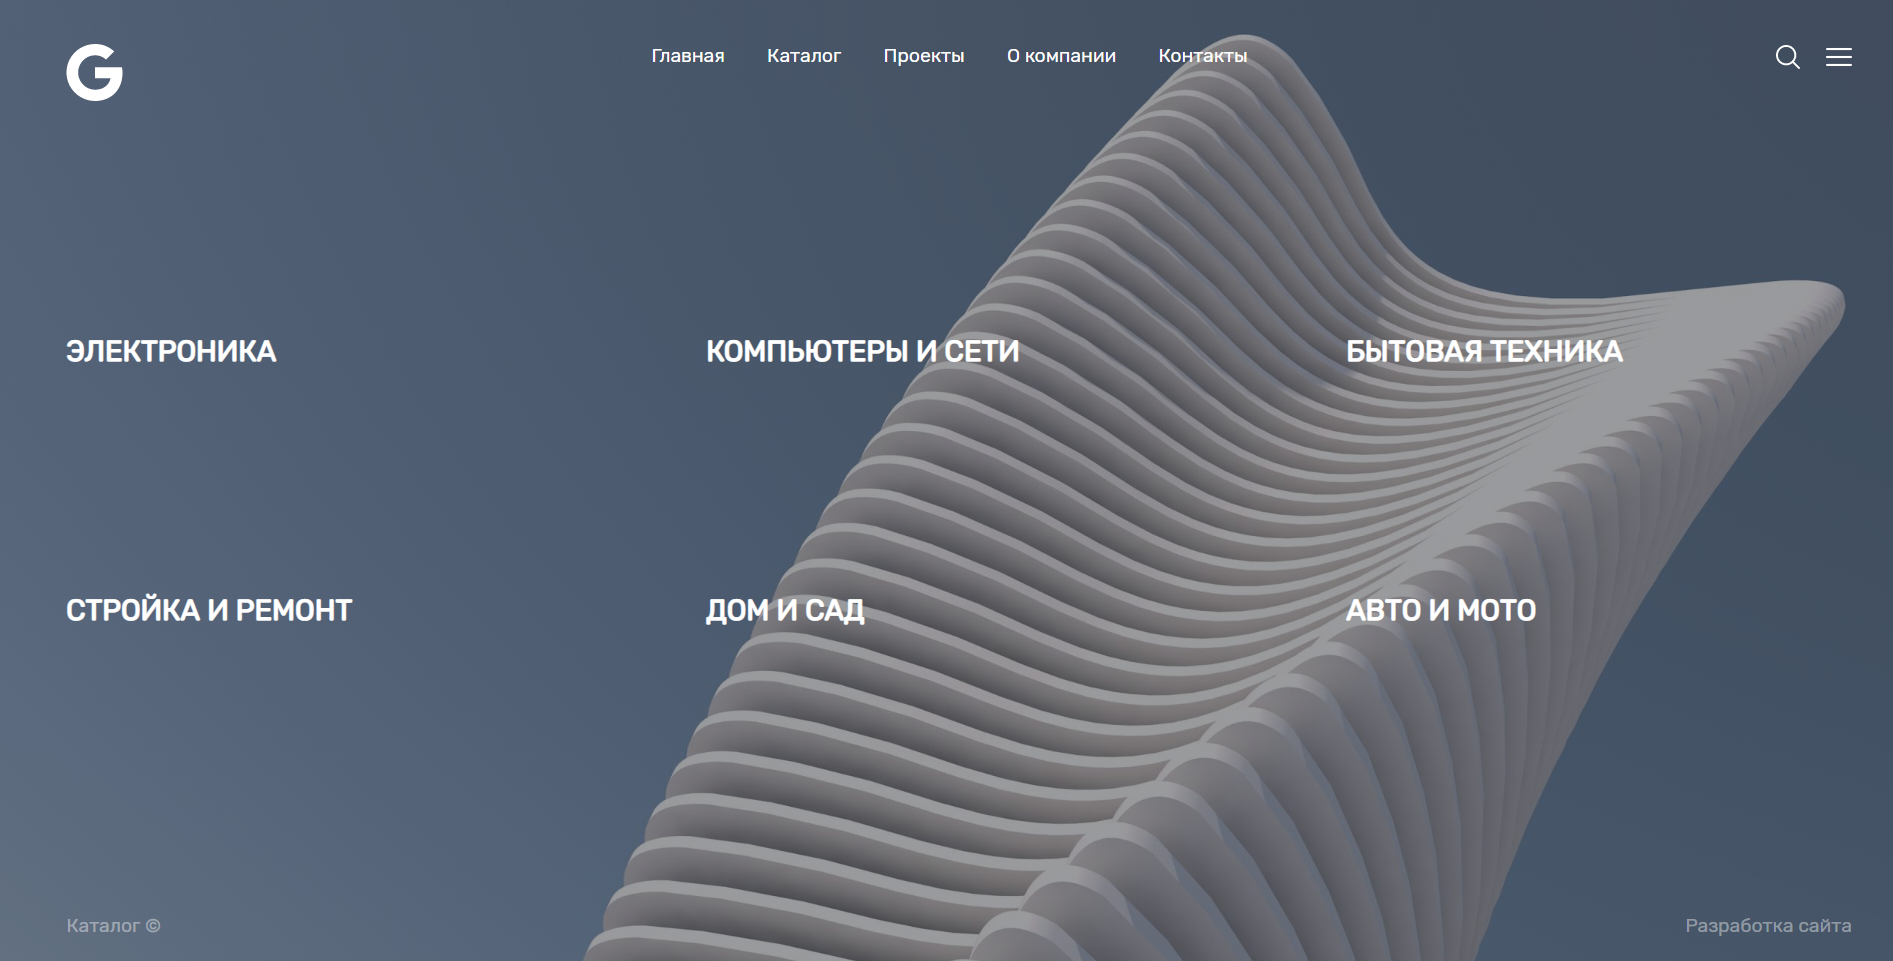 G
Главная Каталог Проекты О компании Контакты
ЭЛЕКТРОНИКА КОМПЬЮТЕРЫ И СЕТИ БЫТОВАЯ ТЕХНИКА
СТРОЙКА И РЕМОНТ ДОМ И САД АВТО И МОТО
Каталог © Разработка сайта